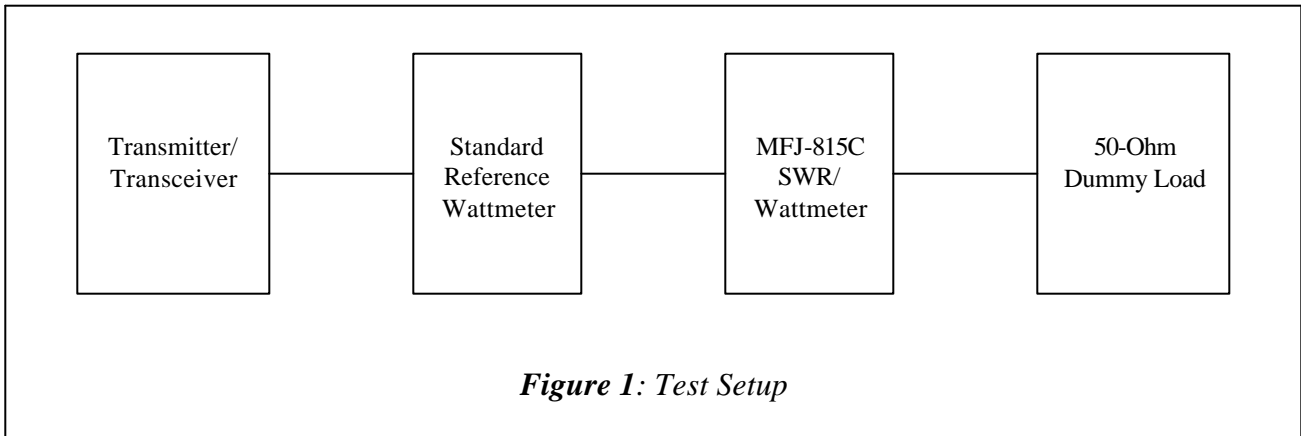 Transmitter/
Transceiver
Standard
Reference
Wattmeter
MFJ-815C
SWR/
Wattmeter
50-Ohm
Dummy Load
Figure 1: Test Setup